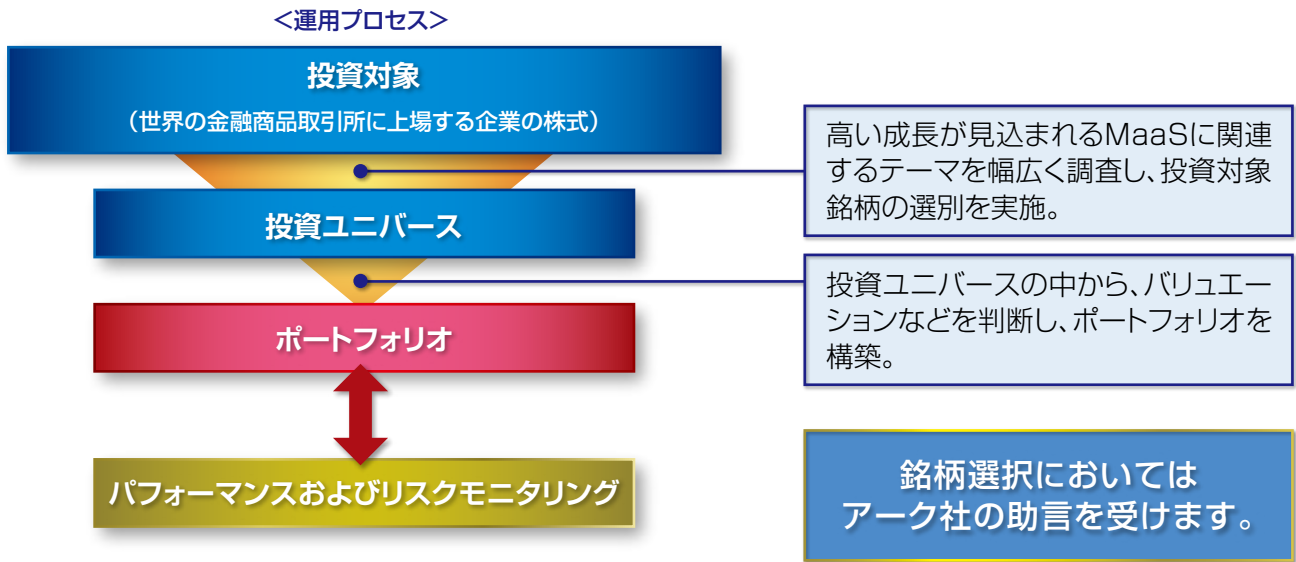 ＜運用プロセス＞
投資対象
（世界の金融商品取引所に上場する企業の株式）
高い成長が見込まれるMaaSに関連
するテーマを幅広く調査し、投資対象
銘柄の選別を実施。
投資ユニバース
投資ユニバースの中から、バリュエー
ションなどを判断し、ポートフォリオを
構築。
ポートフォリオ
パフォーマンスおよびリスクモニタリング
銘柄選択においては
アーク社の助言を受けます。